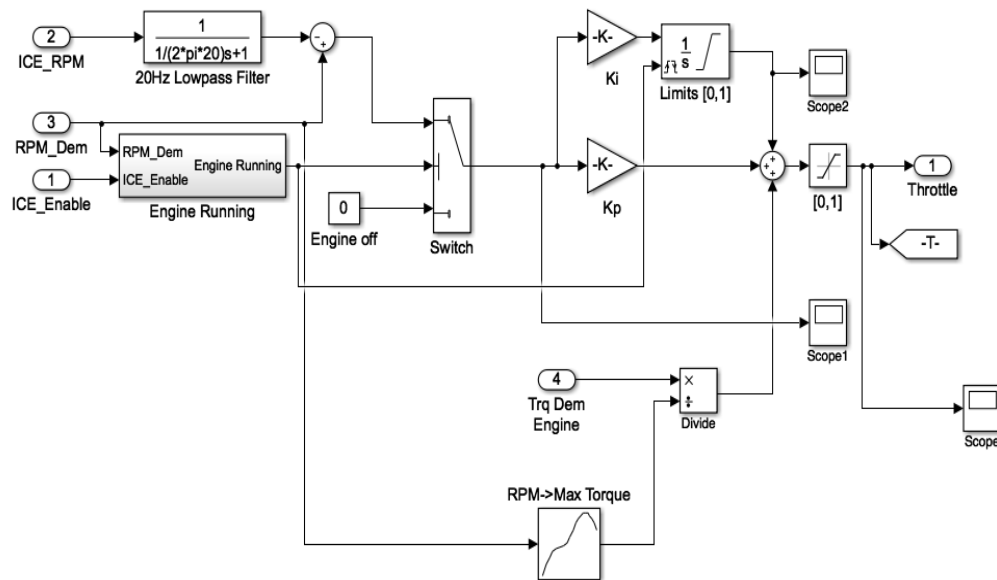 2
ICE_RPM
1
1/(2*pi*20)s+1
20Hz Lowpass Filter
-
+
3
RPM_Dem
1
ICE_Enable
RPM_Dem
ICE_Enable
Engine Running
Engine Running
0
Engine off
Switch
-K-
Ki
1
s
Limits [0,1]
Scope2
-K-
Kp
+
+
+
+
[0,1]
1
Throttle
-T-
Scope1
4
Trq Dem
Engine
×
÷
Divide
Scope
RPM->Max Torque